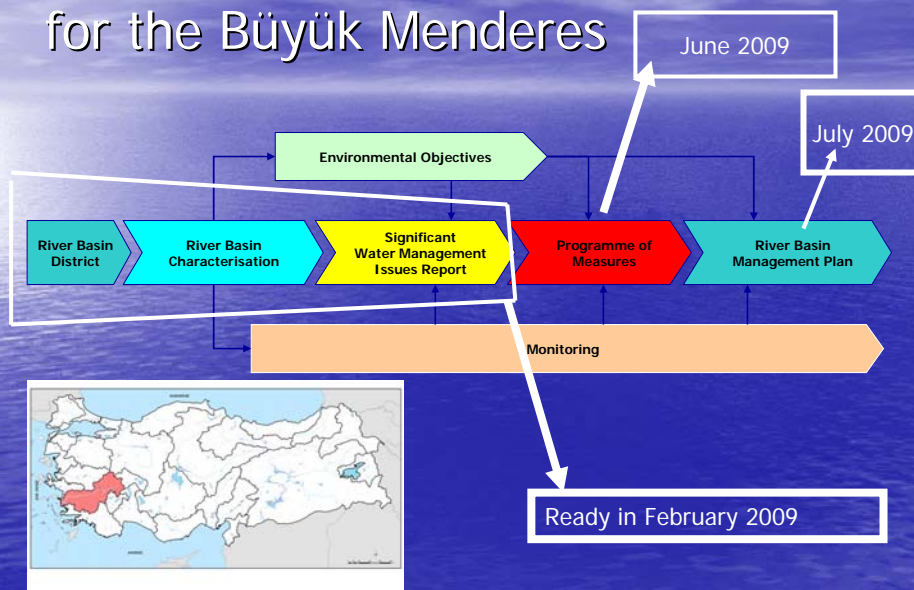 for the Büyük Menderes
June 2009
July 2009
Environmental Objectives
River Basin
District
River Basin
Characterisation
Significant
Water Management
Issues Report
Programme of
Measures
River Basin
Management Plan
Monitoring
Ready in February 2009